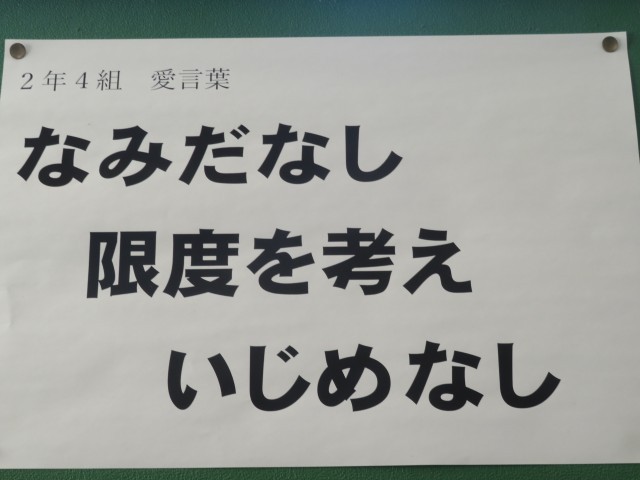 2年4組　愛言葉
なみだなし
限度を考え
いじめなし